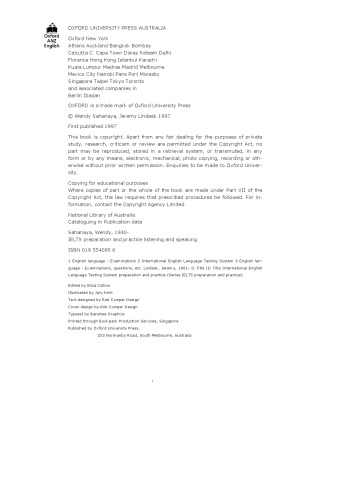 Oxford
ANZ
English
OXFORD UNIVERSITY PRESS AUSTRALIA
Oxford New York
Athens Auckland Bangkok Bombay
Calcutta C. Cape Town Dares Salaam Delhi
Florence Hong Kong Istanbul Karachi
Kuala Lumpur Madras Madrid Melbourne
Mexico City Nairobi Paris Port Moresby
Singapore Taipei Tokyo Toronto
and associated companies in
Berlin Ibadan
OXFORD is a trade mark of Oxford University Press
© Wendy Sahanaya, Jeremy Lindeck 1997
First published 1997
This book is copyright. Apart from any fair dealing for the purposes of private
study, research, criticism or review are permitted under the Copyright Act, no
part may be reproduced, stored in a retrieval system, or transmuted, in any
form or by any means, electronic, mechanical, photo copying, recording or oth-
erwise without prior written permission. Enquiries to be made to Oxford Univer-
sity.
Copying for educational purposes
Where copies of part or the whole of the book are made under Part VII of the
Copyright Act, the law requires that prescribed procedures be followed. For in-
formation, contact the Copyright Agency Limited.
National Library of Australia
Cataloguing in Publication data
Sahanaya, Wendy, 1940-
IELTS preparation and practice listening and speaking
ISBN 019 554095 6
1 English language - Examinations 2 International English Language Testing System 3 English lan-
guage - Examinations, questions, etc Lindeck, Jeremy, 1961- II Title III Title International English
Language Testing System preparation and practice (Series IELTS preparation and practice)
Edited by
Illustrated by July Kent
Text designed by Rob Cowper Design
Cover design by Rob Cowper Design
Typeset by Banshee Graphics
Printed through Bookpath Production Services, Singapore
Published by Oxford University Press,
253 Normanby Road, South Melbourne, Australia